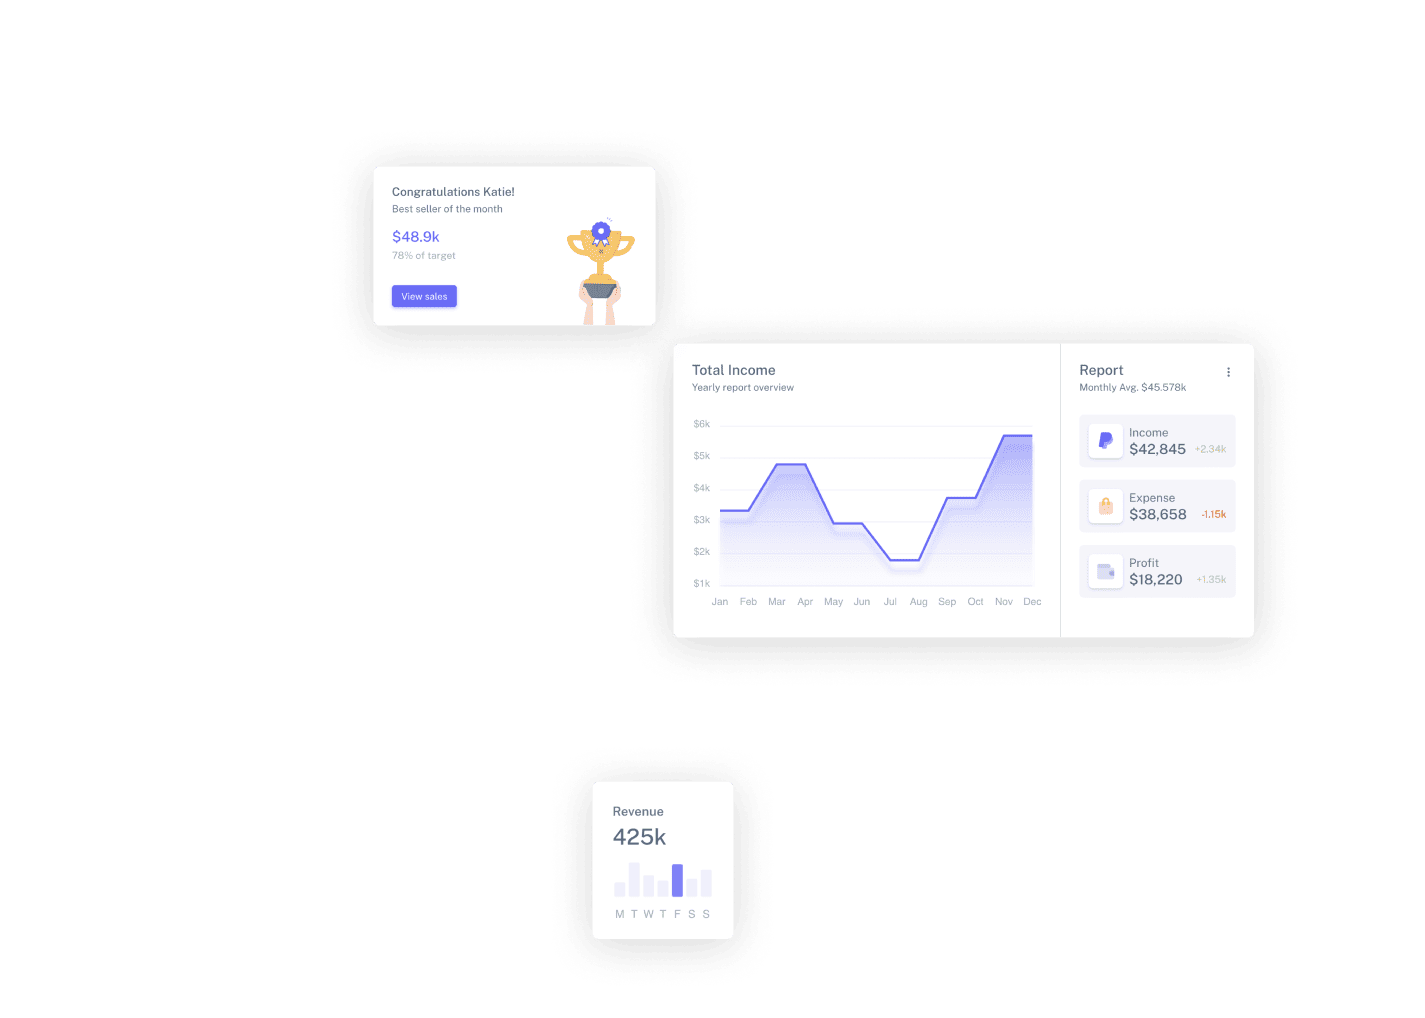 Congratulations Katie!
Best seller of the month
$48.9k
78% of target
View sales
Total Income
Yearly report overview
$6k
$5k
$4k
$3k
$2k
$1k
Jan Feb Mar Apr May Jun Jul Aug Sep Oct Nov Dec
Report
Monthly Avg. $45.578k
Income
$42,845 +2.34k
Expense
$38,658 -1.15k
Profit
$18,220 +1.35k
Revenue
425k
M T W T F S S